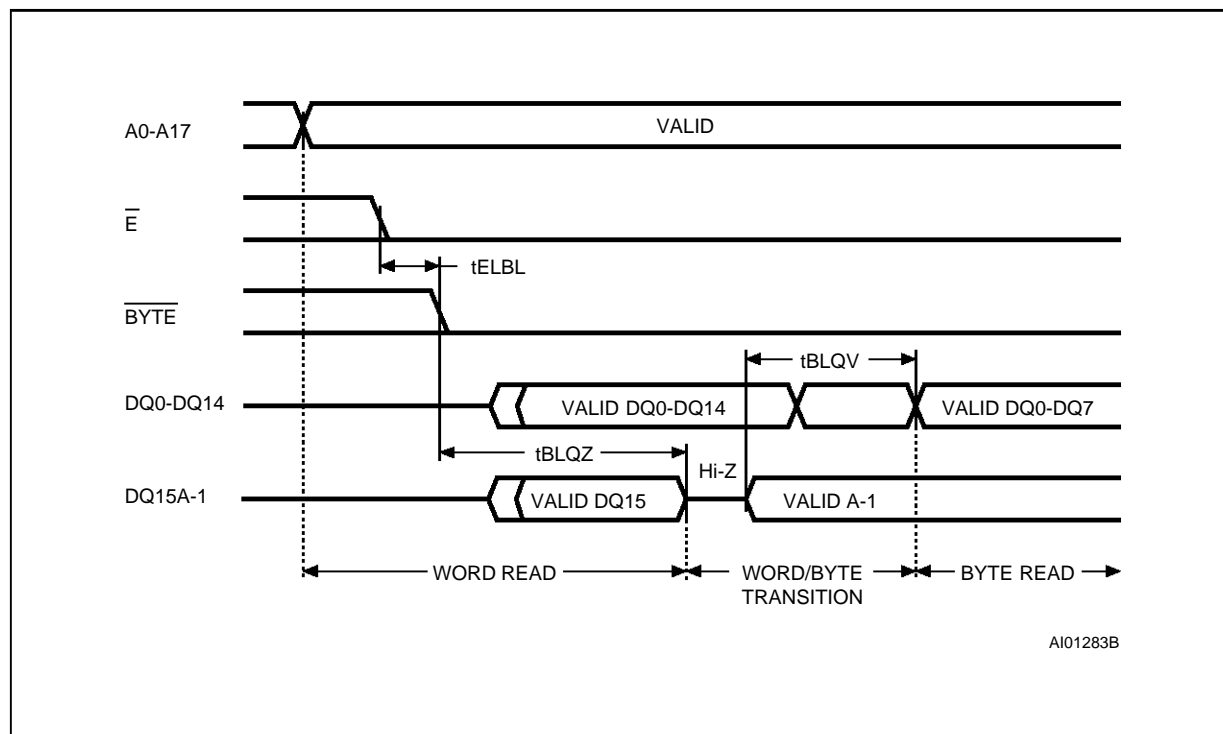 A0-A17
VALID
E
tELBL
BYTE
tBLQV
DQ0-DQ14
VALID DQ0-DQ14
VALID DQ0-DQ7
tBLQZ
Hi-Z
DQ15A-1
VALID DQ15
VALID A-1
WORD READ
WORD/BYTE
TRANSITION
BYTE READ
AI01283B